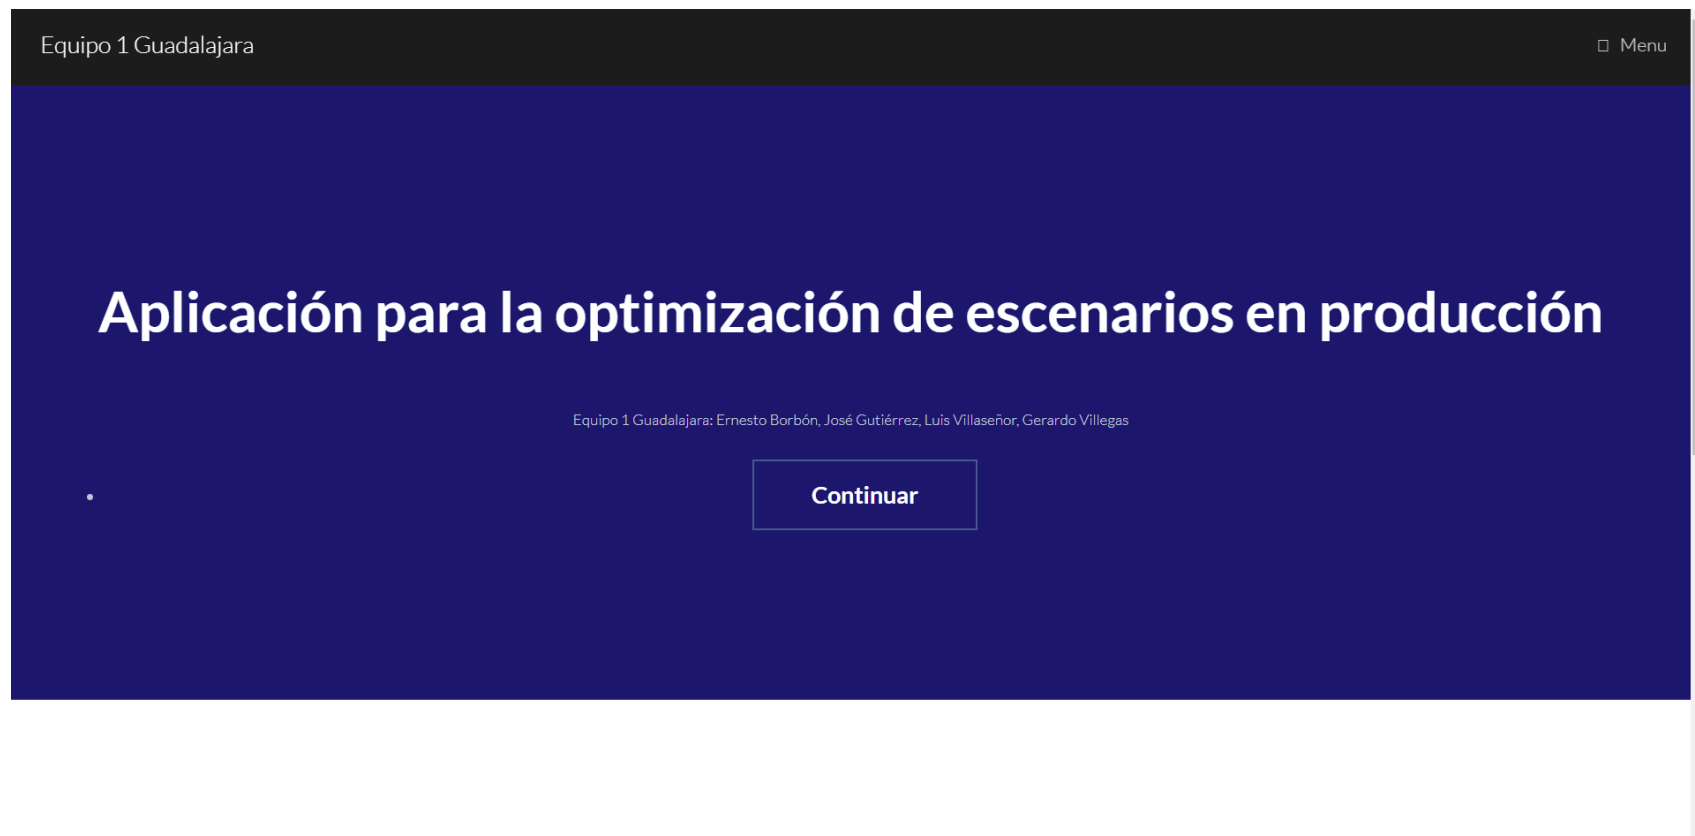 Equipo 1 Guadalajara
Menu
Aplicación para la optimización de escenarios en producción
Equipo 1 Guadalajara: Ernesto Borbón, José Gutiérrez, Luis Villaseñor, Gerardo Villegas
Continuar